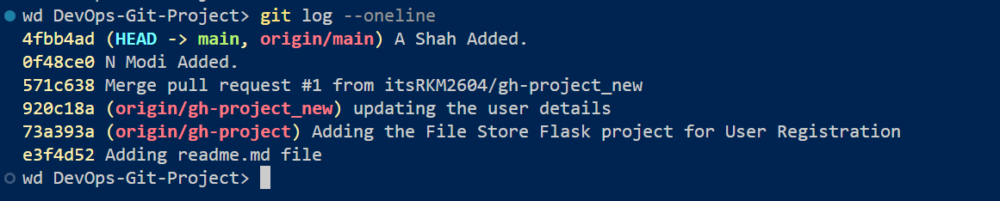 wd DevOps-Git-Project> git log --oneline
4fbb4ad (HEAD -> main, origin/main) A Shah Added.
0f48ce0 N Modi Added.
571c638 Merge pull request #1 from itsRKM2604/gh-project_new
920c18a (origin/gh-project_new) updating the user details
73a393a (origin/gh-project) Adding the File Store Flask project for User Registration
e3f4d52 Adding readme.md file
wd DevOps-Git-Project>